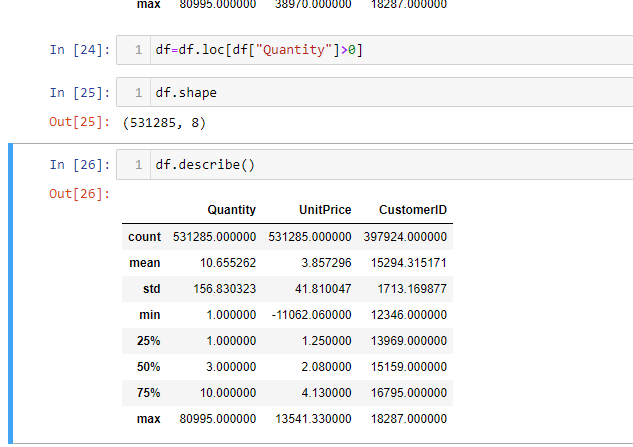 max 80995.000000 38970.000000 18287.000000
In [24]: 1 df=df.loc[df["Quantity"]>0]
In [25]: 1 df.shape
Out[25]: (531285, 8)
In [26]: 1 df.describe()
Out[26]:
Quantity UnitPrice CustomerID
count 531285.000000 531285.000000 397924.000000
mean 10.655262 3.857296 15294.315171
std 156.830323 41.810047 1713.169877
min 1.000000 -11062.060000 12346.000000
25% 1.000000 1.250000 13969.000000
50% 3.000000 2.080000 15159.000000
75% 10.000000 4.130000 16795.000000
max 80995.000000 13541.330000 18287.000000